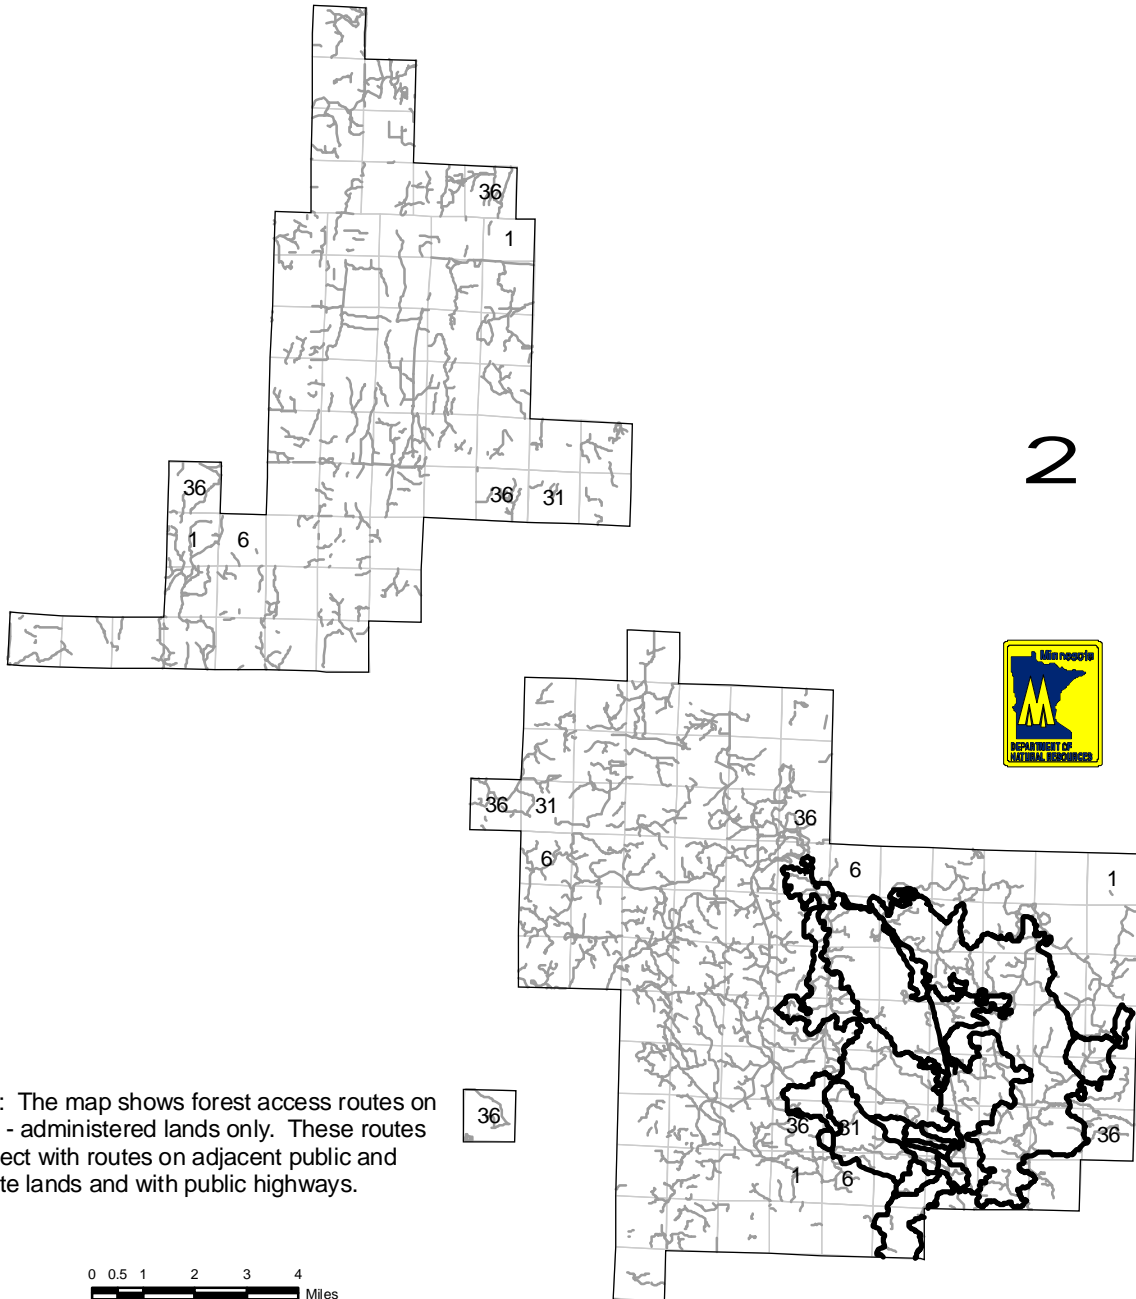 36
1
2
36
36
31
1
6
Minnesota
DEPARTMENT OF
NATURAL RESOURCES
36
31
36
6
6
1
: The map shows forest access routes on
- administered lands only. These routes
ect with routes on adjacent public and
te lands and with public highways.
36
36
31
36
1
6
0 0.5 1 2 3 4
Miles